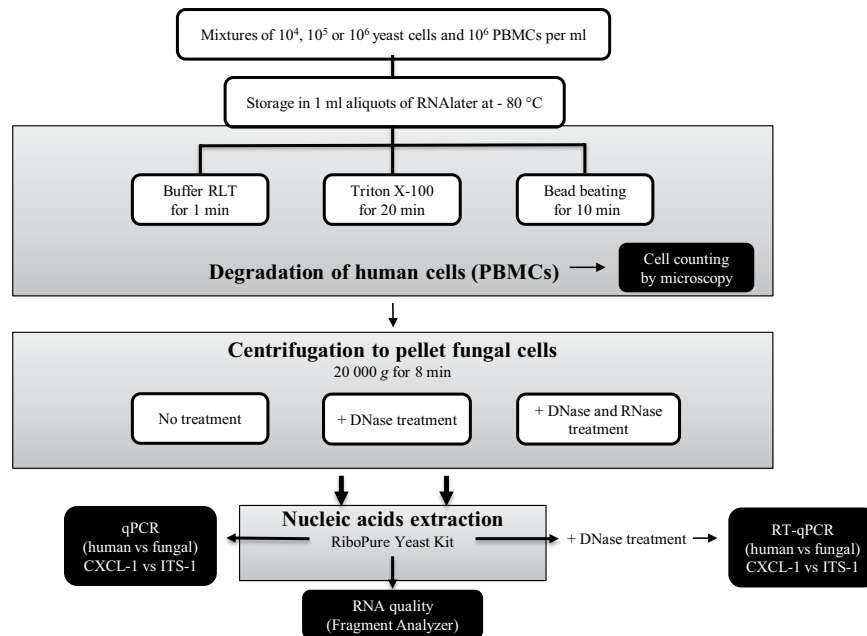 Mixtures of 10⁴, 10⁵ or 10⁶ yeast cells and 10⁶ PBMCs per ml
Storage in 1 ml aliquots of RNAlater at - 80 °C
Buffer RLT
for 1 min
Triton X-100
for 20 min
Bead beating
for 10 min
Degradation of human cells (PBMCs)
Cell counting
by microscopy
Centrifugation to pellet fungal cells
20 000 g for 8 min
No treatment
+ DNase treatment
+ DNase and RNase
treatment
qPCR
(human vs fungal)
CXCL-1 vs ITS-1
Nucleic acids extraction
RiboPure Yeast Kit
+ DNase treatment
RT-qPCR
(human vs fungal)
CXCL-1 vs ITS-1
RNA quality
(Fragment Analyzer)